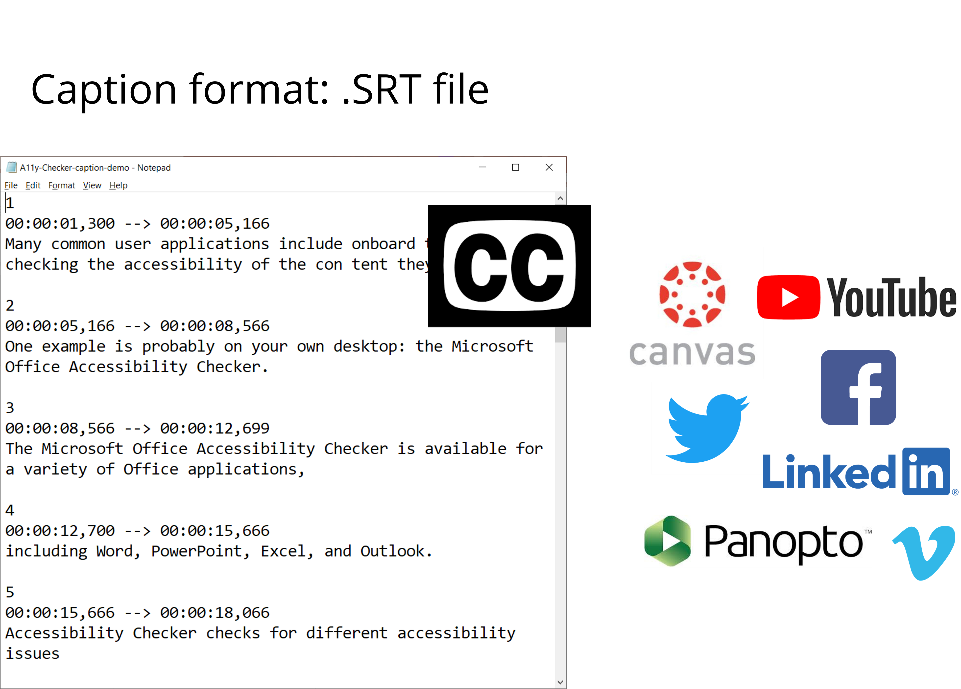 Caption format: .SRT file
A11y-Checker-caption-demo - Notepad
File Edit Format View Help
1
00:00:01,300 --> 00:00:05,166
Many common user applications include onboard
checking the accessibility of the con tent they
2
00:00:05,166 --> 00:00:08,566
One example is probably on your own desktop: the Microsoft
Office Accessibility Checker.
3
00:00:08,566 --> 00:00:12,699
The Microsoft Office Accessibility Checker is available for
a variety of Office applications,
4
00:00:12,700 --> 00:00:15,666
including Word, PowerPoint, Excel, and Outlook.
5
00:00:15,666 --> 00:00:18,066
Accessibility Checker checks for different accessibility
issues
CC
canvas
YouTube
f
LinkedIn®
Panopto™
v